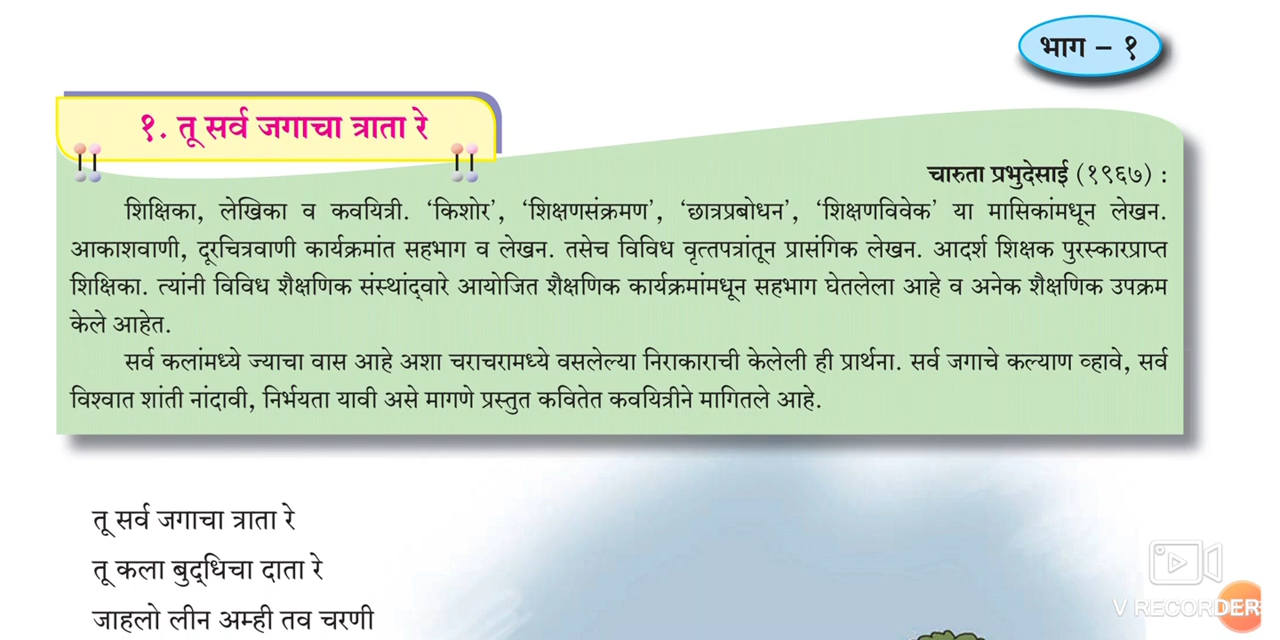 भाग – १
१. तू सर्व जगाचा त्राता रे
चारुता प्रभुदेसाई (१९६७) :
शिक्षिका, लेखिका व कवयित्री. ‘किशोर’, ‘शिक्षणसंक्रमण’, ‘छात्रप्रबोधन’, ‘शिक्षणविवेक’ या मासिकांमधून लेखन.
आकाशवाणी, दूरचित्रवाणी कार्यक्रमांत सहभाग व लेखन. तसेच विविध वृत्तपत्रांतून प्रासंगिक लेखन. आदर्श शिक्षक पुरस्कारप्राप्त
शिक्षिका. त्यांनी विविध शैक्षणिक संस्थांद्‌वारे आयोजित शैक्षणिक कार्यक्रमांमधून सहभाग घेतलेला आहे व अनेक शैक्षणिक उपक्रम
केले आहेत.
सर्व कलांमध्ये ज्याचा वास आहे अशा चराचरामध्ये वसलेल्या निराकाराची केलेली ही प्रार्थना. सर्व जगाचे कल्याण व्हावे, सर्व
विश्वात शांती नांदावी, निर्भयता यावी असे मागणे प्रस्तुत कवितेत कवयित्रीने मागितले आहे.
तू सर्व जगाचा त्राता रे
तू कला बुद्‌धिचा दाता रे
जाहलो लीन अम्ही तव चरणी
V RECORDER